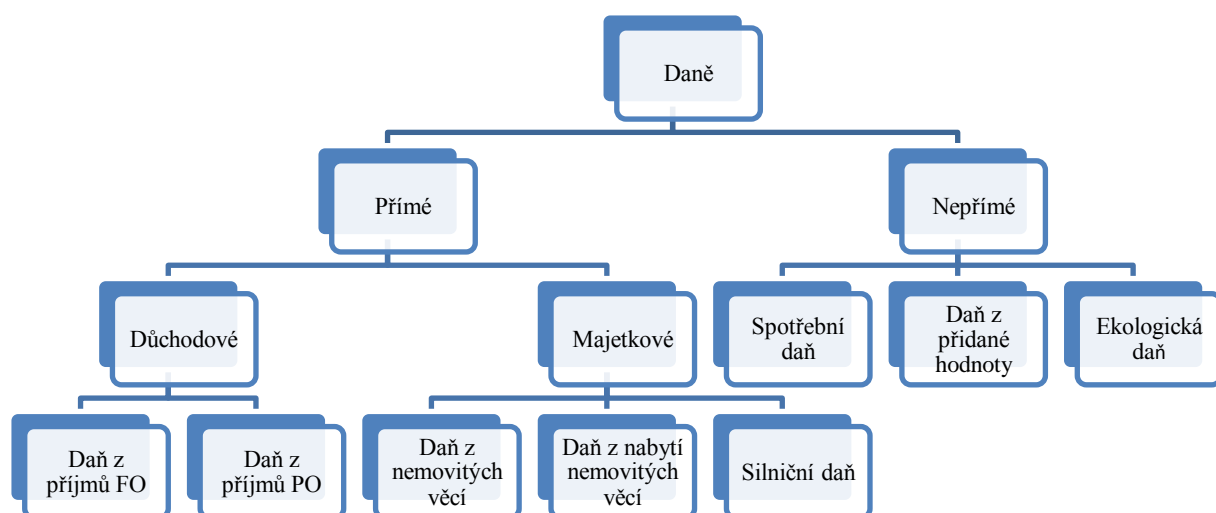 Daně
Přímé
Nepřímé
Důchodové
Majetkové
Spotřební
daň
Daň z
přidané
hodnoty
Ekologická
daň
Daň z
příjmů FO
Daň z
příjmů PO
Daň z
nemovitých
věcí
Daň z nabytí
nemovitých
věcí
Silniční daň